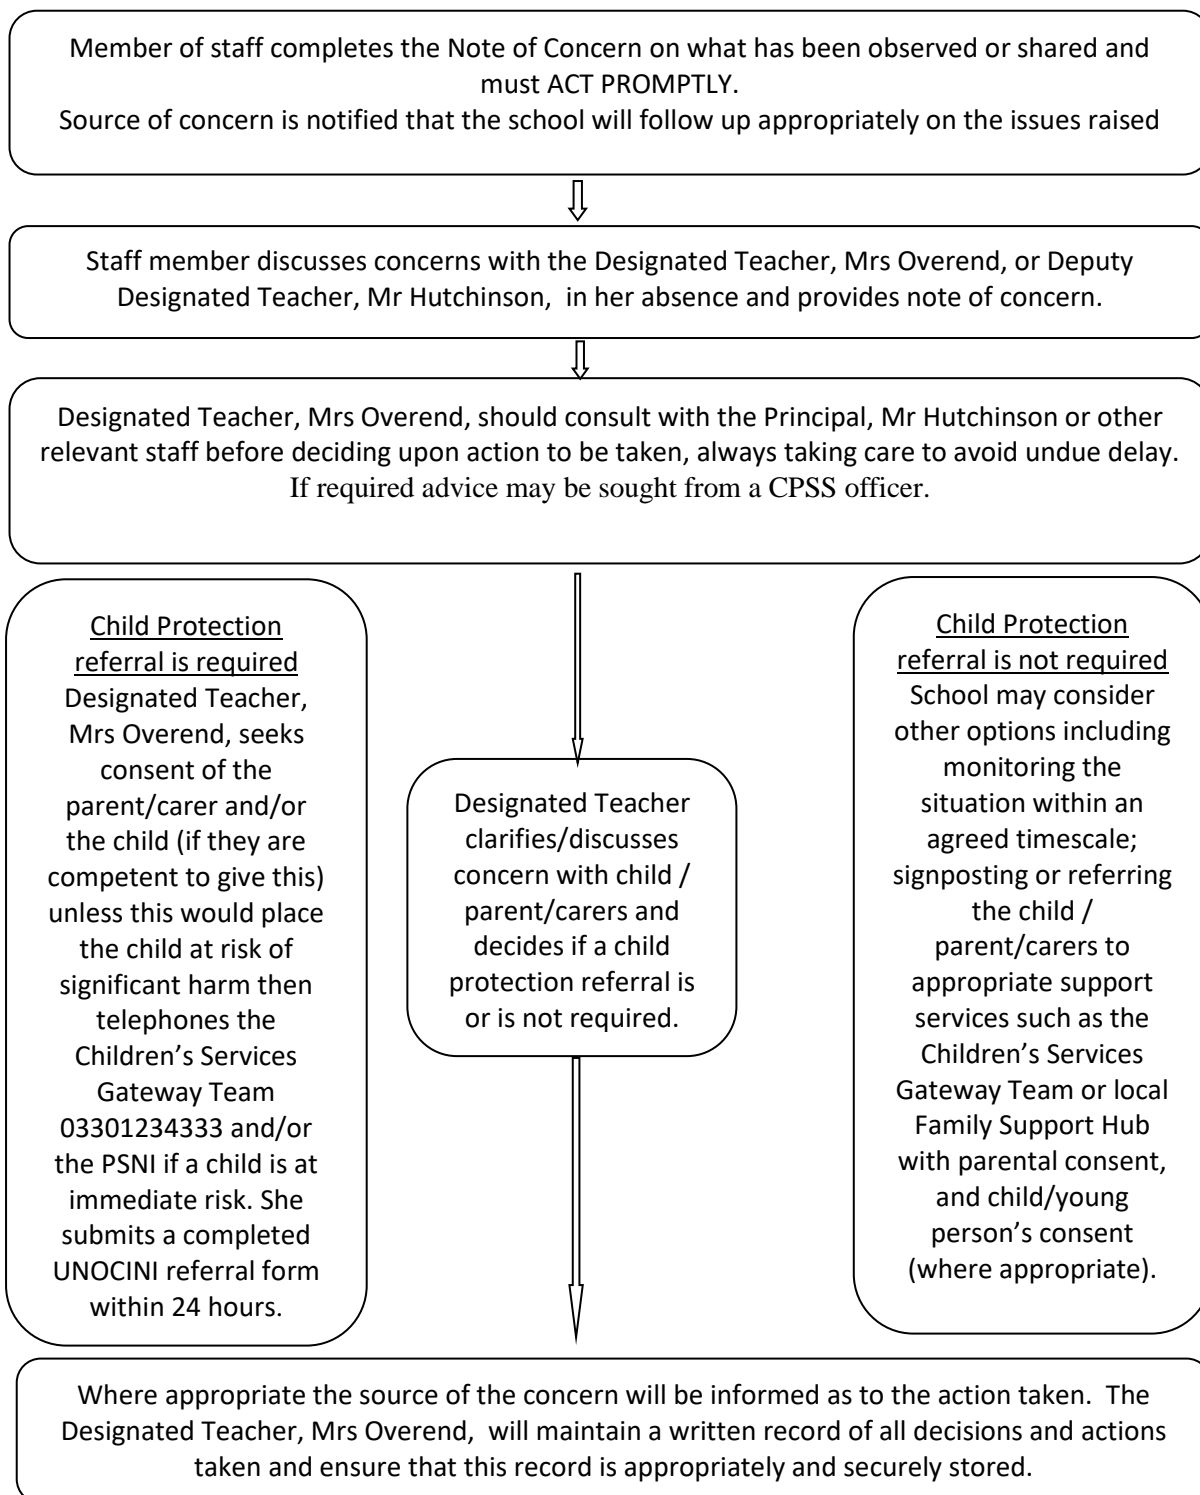 Member of staff completes the Note of Concern on what has been observed or shared and
must ACT PROMPTLY.
Source of concern is notified that the school will follow up appropriately on the issues raised
Staff member discusses concerns with the Designated Teacher, Mrs Overend, or Deputy
Designated Teacher, Mr Hutchinson, in her absence and provides note of concern.
Designated Teacher, Mrs Overend, should consult with the Principal, Mr Hutchinson or other
relevant staff before deciding upon action to be taken, always taking care to avoid undue delay.
If required advice may be sought from a CPSS officer.
Child Protection
referral is required
Designated Teacher,
Mrs Overend, seeks
consent of the
parent/carer and/or
the child (if they are
competent to give this)
unless this would place
the child at risk of
significant harm then
telephones the
Children’s Services
Gateway Team
03301234333 and/or
the PSNI if a child is at
immediate risk. She
submits a completed
UNOCINI referral form
within 24 hours.
Designated Teacher
clarifies/discusses
concern with child /
parent/carers and
decides if a child
protection referral is
or is not required.
Child Protection
referral is not required
School may consider
other options including
monitoring the
situation within an
agreed timescale;
signposting or referring
the child /
parent/carers to
appropriate support
services such as the
Children’s Services
Gateway Team or local
Family Support Hub
with parental consent,
and child/young
person’s consent
(where appropriate).
Where appropriate the source of the concern will be informed as to the action taken. The
Designated Teacher, Mrs Overend, will maintain a written record of all decisions and actions
taken and ensure that this record is appropriately and securely stored.